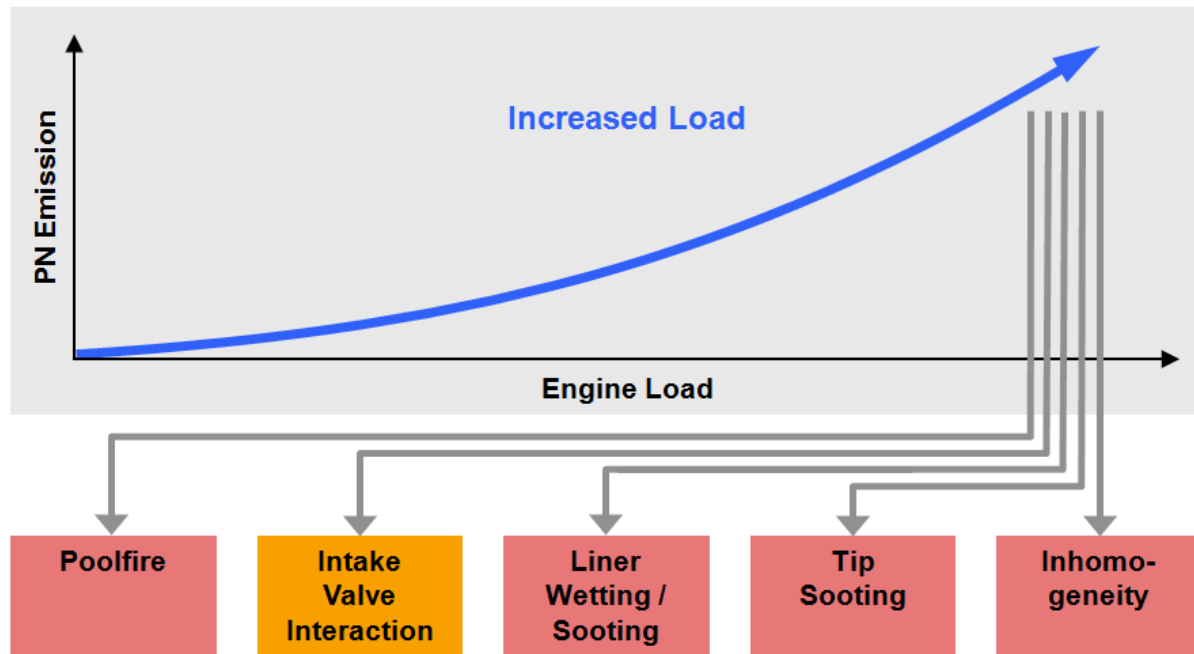 Increased Load
PN Emission
Engine Load
Poolfire
Intake
Valve
Interaction
Liner
Wetting /
Sooting
Tip
Sooting
Inhomo-
geneity